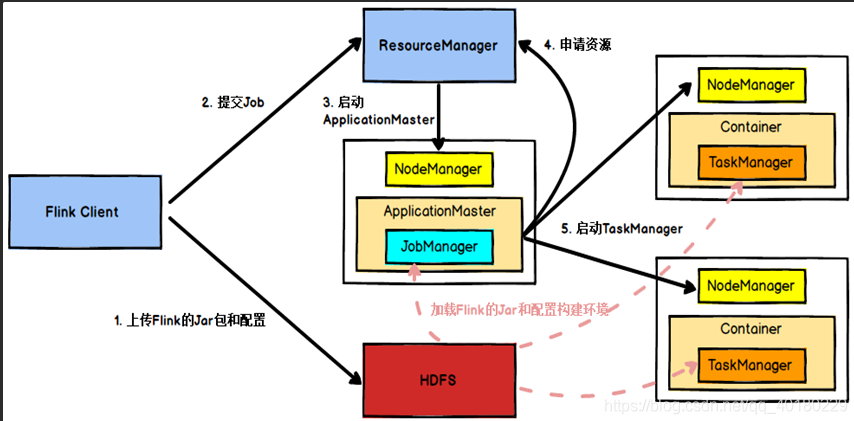 ResourceManager
4. 申请资源
NodeManager
2. 提交Job
3. 启动
ApplicationMaster
Container
TaskManager
NodeManager
Flink Client
ApplicationMaster
JobManager
5. 启动TaskManager
NodeManager
1. 上传Flink的Jar包和配置
加载Flink的Jar和配置构建环境
Container
TaskManager
HDFS
https://blog.csdn.net/qq_40180229